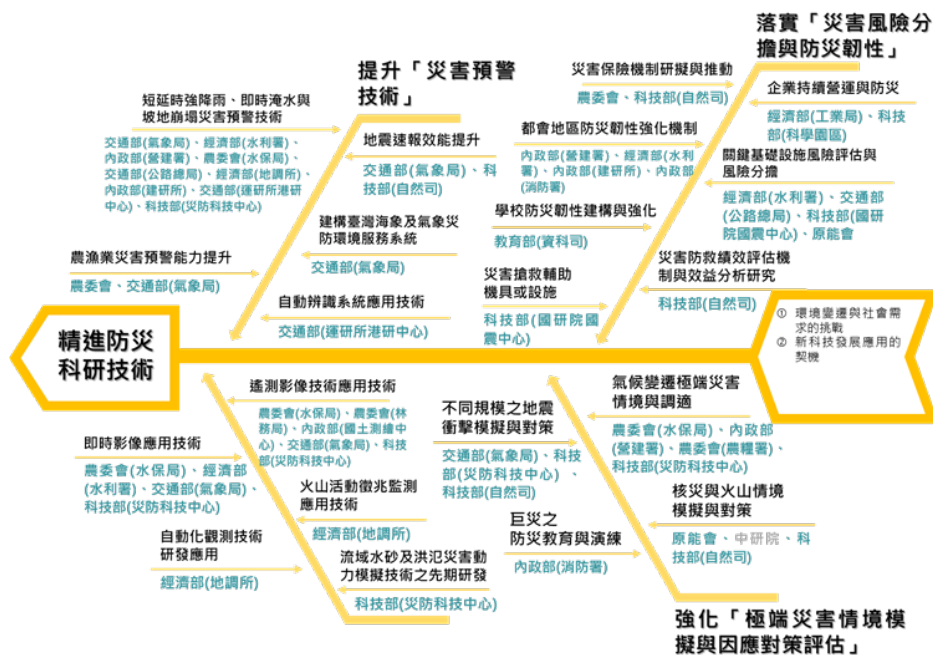 提升「災害預警
技術」
短延時強降雨、即時淹水與
坡地崩塌災害預警技術
交通部(氣象局)、經濟部(水利署)、
內政部(營建署)、農委會(水保局)、
交通部(公路總局)、經濟部(地調所)、
內政部(建研所)、交通部(運研所港研
中心)、科技部(災防科技中心)
地震速報效能提升
交通部(氣象局)、科
技部(自然司)
建構臺灣海象及氣象災
防環境服務系統
交通部(氣象局)
農漁業災害預警能力提升
農委會、交通部(氣象局)
自動辨識系統應用技術
交通部(運研所港研中心)
落實「災害風險分
擔與防災韌性」
災害保險機制研擬與推動
農委會、科技部(自然司)
企業持續營運與防災
經濟部(工業局)、科技
部(科學園區)
都會地區防災韌性強化機制
內政部(營建署)、經濟部(水利
署)、內政部(建研所)、內政部
(消防署)
關鍵基礎設施風險評估與
風險分擔
經濟部(水利署)、交通部
(公路總局)、科技部(國研
院國震中心)、原能會
學校防災韌性建構與強化
教育部(資科司)
災害防救績效評估機
制與效益分析研究
科技部(自然司)
災害搶救輔助
機具或設施
科技部(國研院國
震中心)
精進防災
科研技術
① 環境變遷與社會需
求的挑戰
② 新科技發展應用的
契機
遙測影像技術應用技術
農委會(水保局)、農委會(林
務局)、內政部(國土測繪中
心)、交通部(氣象局)、科技
部(災防科技中心)
即時影像應用技術
農委會(水保局)、經濟部
(水利署)、交通部(氣象局)、
科技部(災防科技中心)
火山活動徵兆監測
應用技術
經濟部(地調所)
自動化觀測技術
研發應用
經濟部(地調所)
流域水砂及洪氾災害動
力模擬技術之先期研發
科技部(災防科技中心)
氣候變遷極端災害
情境與調適
農委會(水保局)、內政部
(營建署)、農委會(農糧署)、
科技部(災防科技中心)
不同規模之地震
衝擊模擬與對策
交通部(氣象局)、科技
部(災防科技中心)、
科技部(自然司)
核災與火山情境
模擬與對策
原能會、中研院、科
技部(自然司)
巨災之
防災教育與演練
內政部(消防署)
強化「極端災害情境模
擬與因應對策評估」